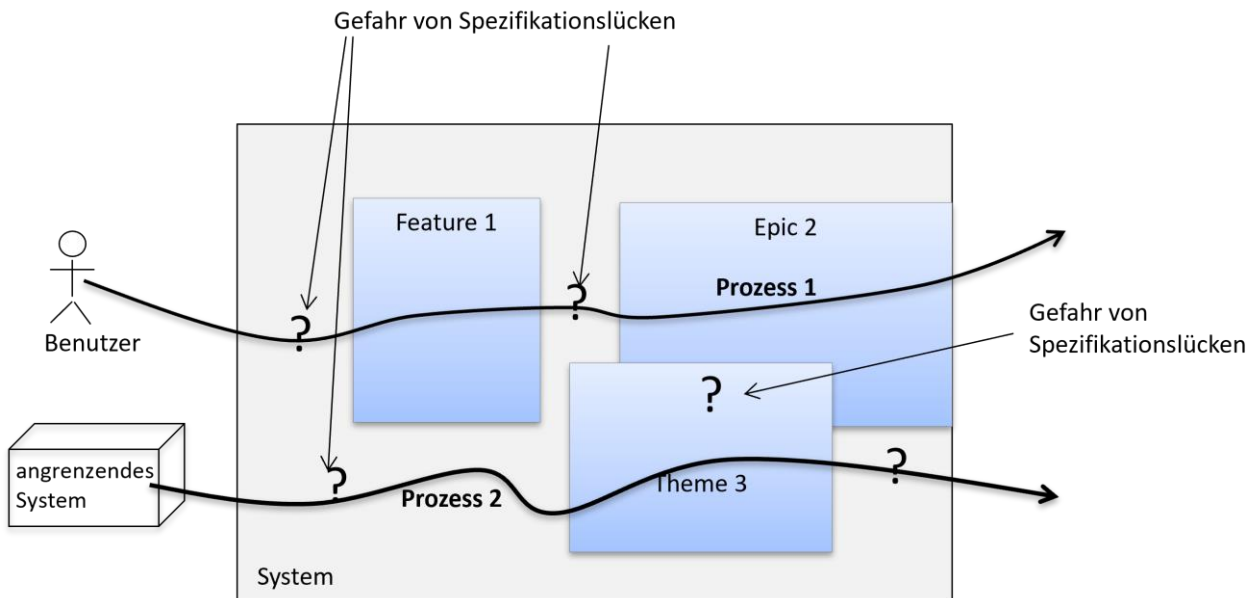 Gefahr von Spezifikationslücken
Feature 1
Epic 2
?
?
Prozess 1
Benutzer
Gefahr von
Spezifikationslücken
?
angrenzendes
System
?
Prozess 2
Theme 3
?
System